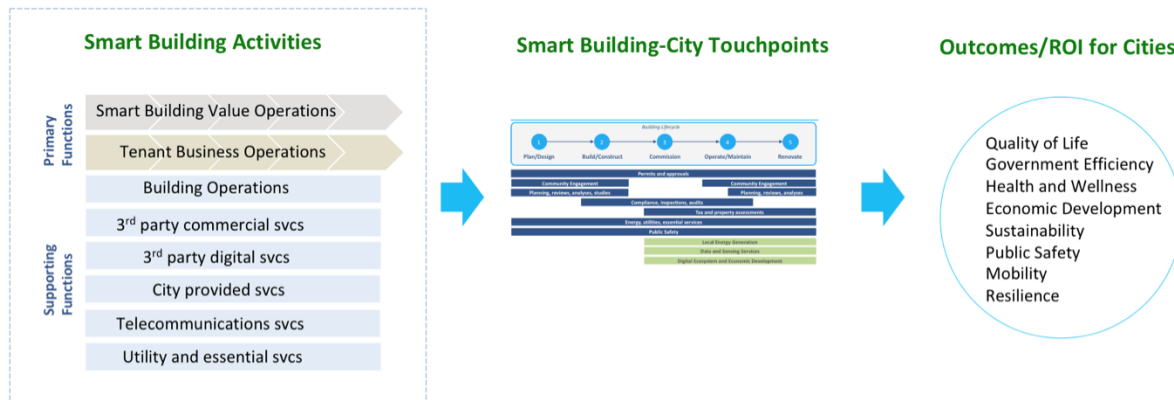 Smart Building Activities
Primary
Functions
Smart Building Value Operations
Tenant Business Operations
Supporting
Functions
Building Operations
3rd party commercial svcs
3rd party digital svcs
City provided svcs
Telecommunications svcs
Utility and essential svcs
Smart Building-City Touchpoints
Building Lifecycle
1 2 3 4 5
Plan/Design Build/Construct Commission Operate/Maintain Renovate
Permits and approvals
Community Engagement Community Engagement
Planning, reviews, analyses, studies Planning, reviews, analyses
Compliance, inspections, audits
Tax and property assessments
Energy, utilities, essential services
Public Safety
Local Energy Generation
Data and Sensing Services
Digital Ecosystem and Economic Development
Outcomes/ROI for Cities
Quality of Life
Government Efficiency
Health and Wellness
Economic Development
Sustainability
Public Safety
Mobility
Resilience